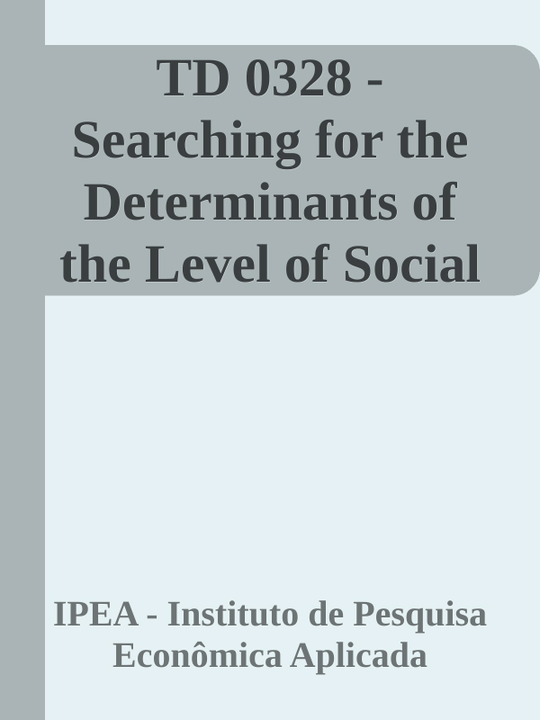 TD 0328 -
Searching for the
Determinants of
the Level of Social
IPEA - Instituto de Pesquisa
Econômica Aplicada